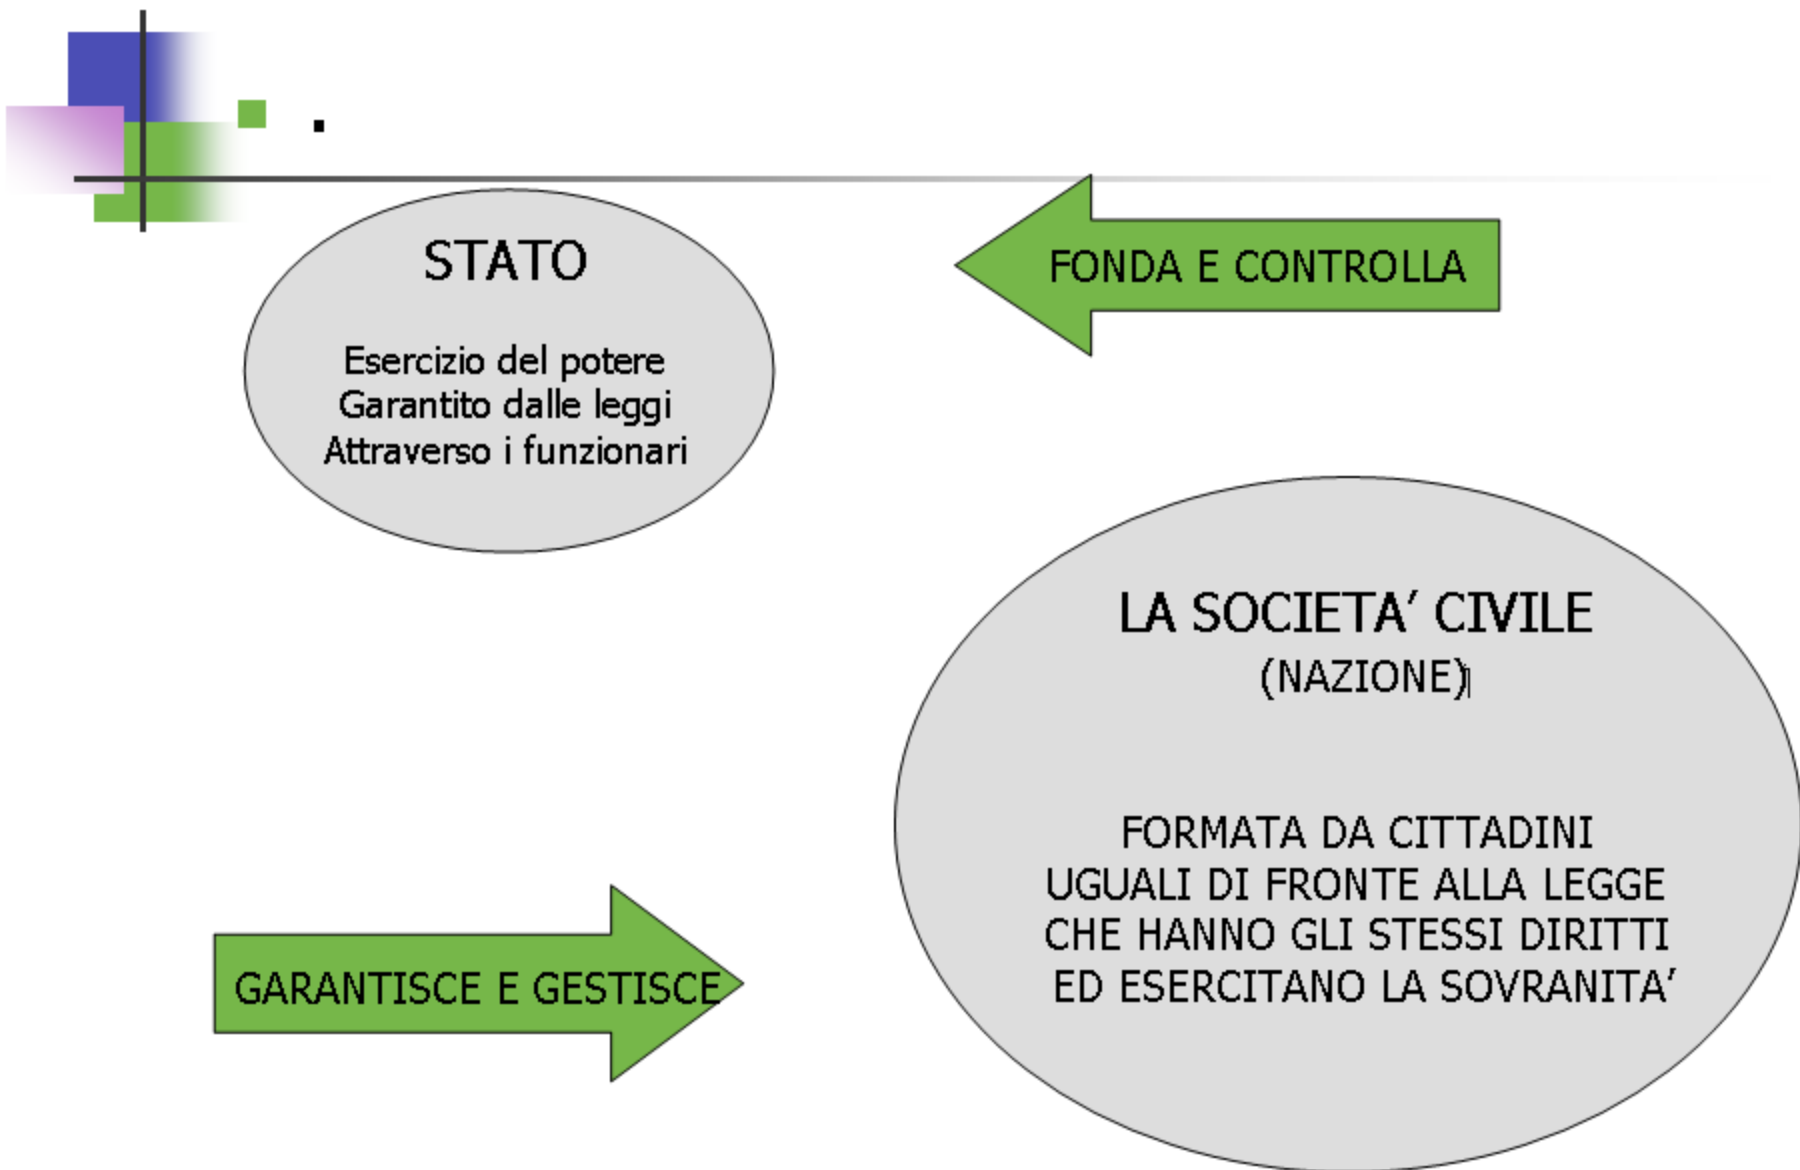 .
STATO
Esercizio del potere
Garantito dalle leggi
Attraverso i funzionari
FONDA E CONTROLLA
LA SOCIETA’ CIVILE
(NAZIONE)
FORMATA DA CITTADINI
UGUALI DI FRONTE ALLA LEGGE
CHE HANNO GLI STESSI DIRITTI
ED ESERCITANO LA SOVRANITA’
GARANTISCE E GESTISCE